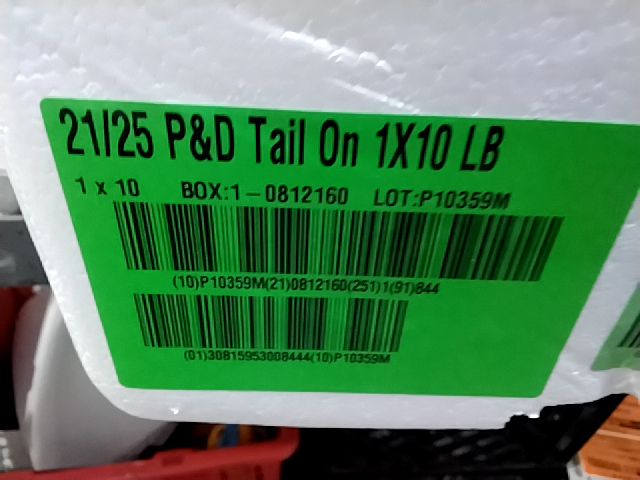 21/25 P&D Tail On 1X10 LB
1 x 10 BOX:1-0812160 LOT:P10359M
(10)P10359M(21)0812160(251)1(91)844
(01)30815953008444(10)P10359M